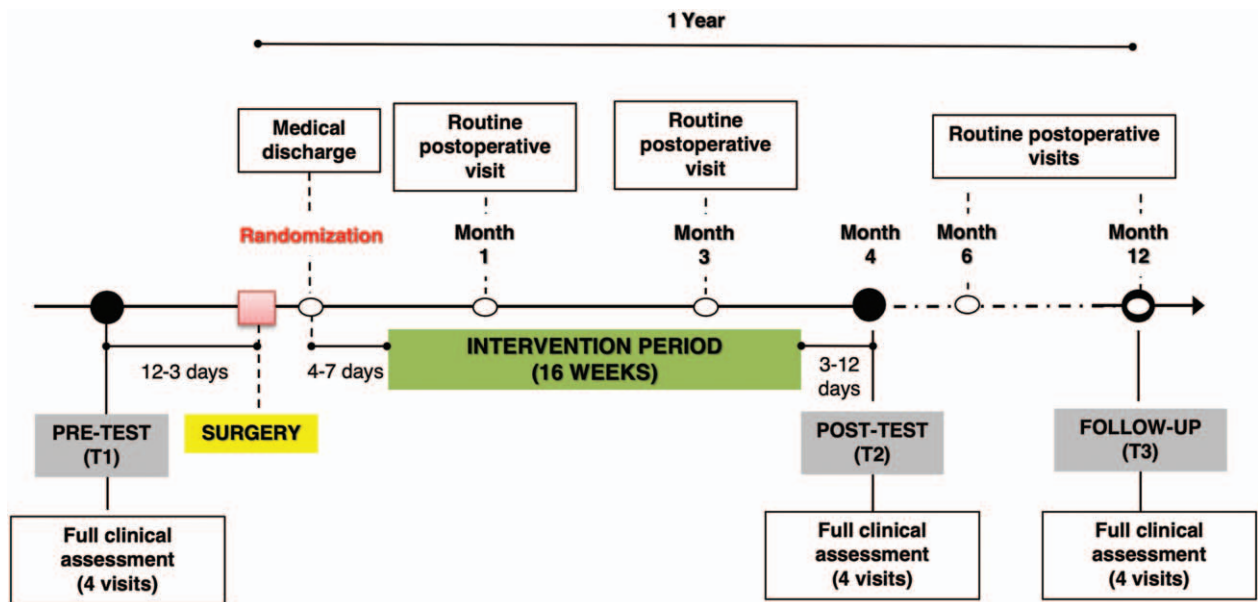 1 Year
Medical
discharge
Routine
postoperative
visit
Routine
postoperative
visit
Routine postoperative
visits
Randomization
Month
1
Month
3
Month
4
Month
6
Month
12
12-3 days
4-7 days
INTERVENTION PERIOD
(16 WEEKS)
3-12
days
PRE-TEST
(T1)
SURGERY
POST-TEST
(T2)
FOLLOW-UP
(T3)
Full clinical
assessment
(4 visits)
Full clinical
assessment
(4 visits)
Full clinical
assessment
(4 visits)